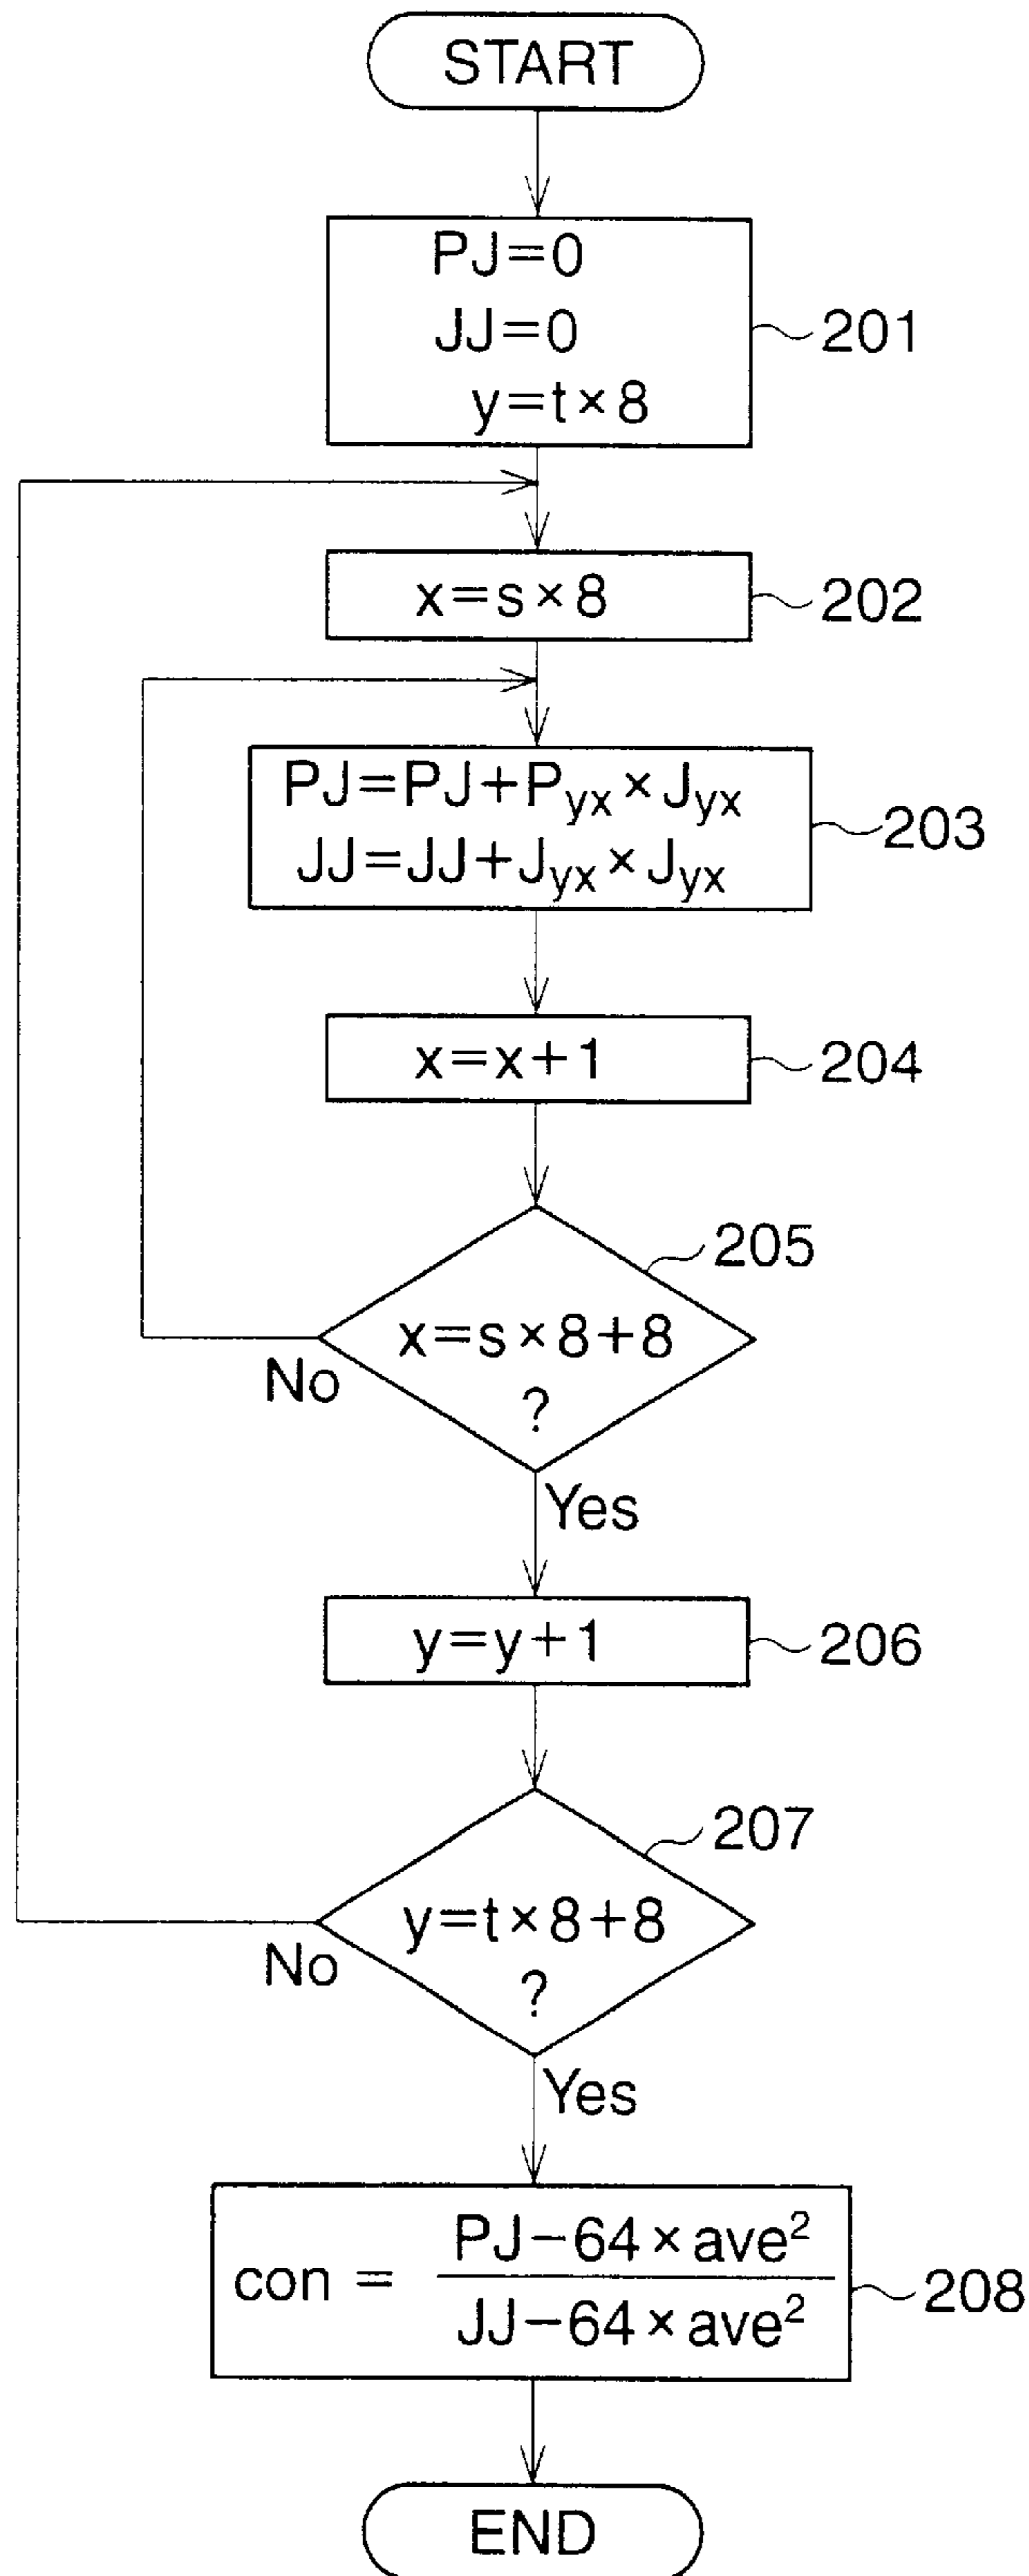 START
PJ=0
JJ=0
y=t×8
201
x=s×8
202
PJ=PJ+Pyx×Jyx
JJ=JJ+Jyx×Jyx
203
x=x+1
204
205
x=s×8+8
?
No
Yes
y=y+1
206
207
y=t×8+8
?
No
Yes
con = PJ−64×ave²
JJ−64×ave²
208
END